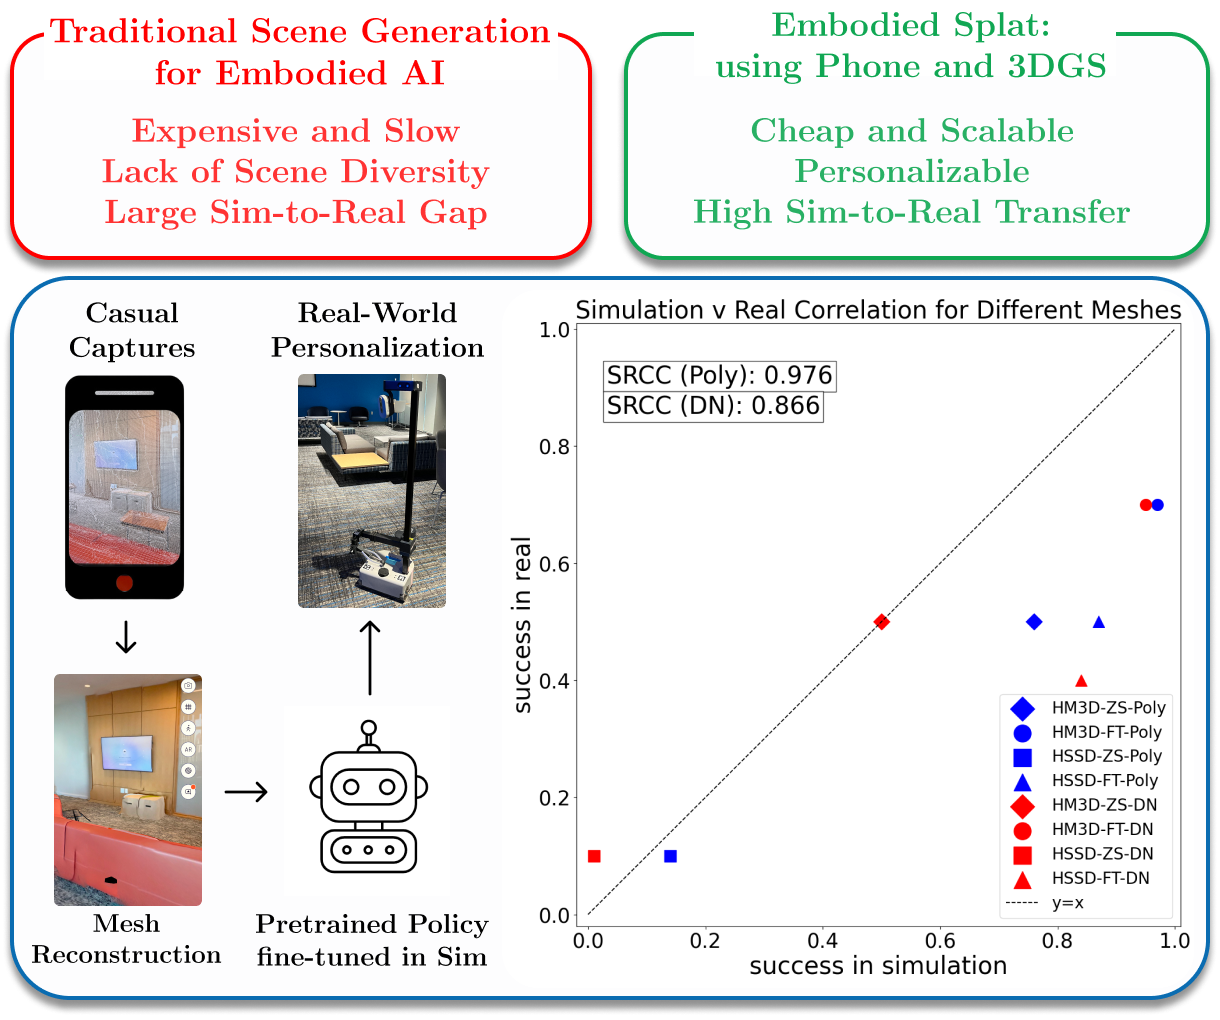 Traditional Scene Generation
for Embodied AI
Expensive and Slow
Lack of Scene Diversity
Large Sim-to-Real Gap
Embodied Splat:
using Phone and 3DGS
Cheap and Scalable
Personalizable
High Sim-to-Real Transfer
Casual
Captures
Real-World
Personalization
AR
Mesh
Reconstruction
Pretrained Policy
fine-tuned in Sim
Simulation v Real Correlation for Different Meshes
SRCC (Poly): 0.976
SRCC (DN): 0.866
success in real
1.0
0.8
0.6
0.4
0.2
0.0
0.0 0.2 0.4 0.6 0.8 1.0
success in simulation
HM3D-ZS-Poly
HM3D-FT-Poly
HSSD-ZS-Poly
HSSD-FT-Poly
HM3D-ZS-DN
HM3D-FT-DN
HSSD-ZS-DN
HSSD-FT-DN
y=x